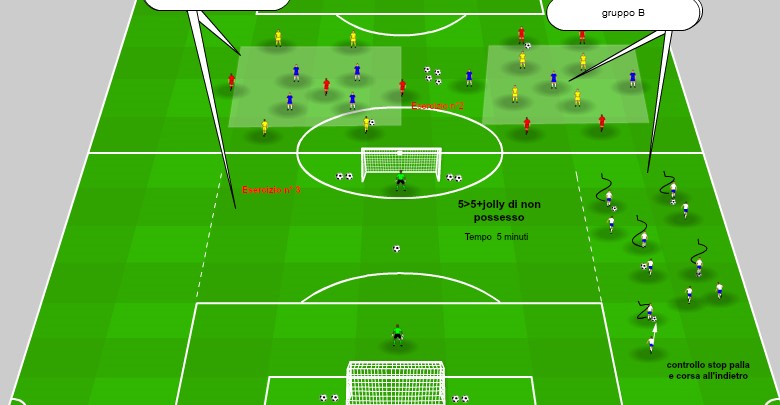 gruppo B
Esercizio n°2
Esercizio n° 3
5>5+jolly di non
possesso
Tempo 5 minuti
controllo stop palla
e corsa all'indietro